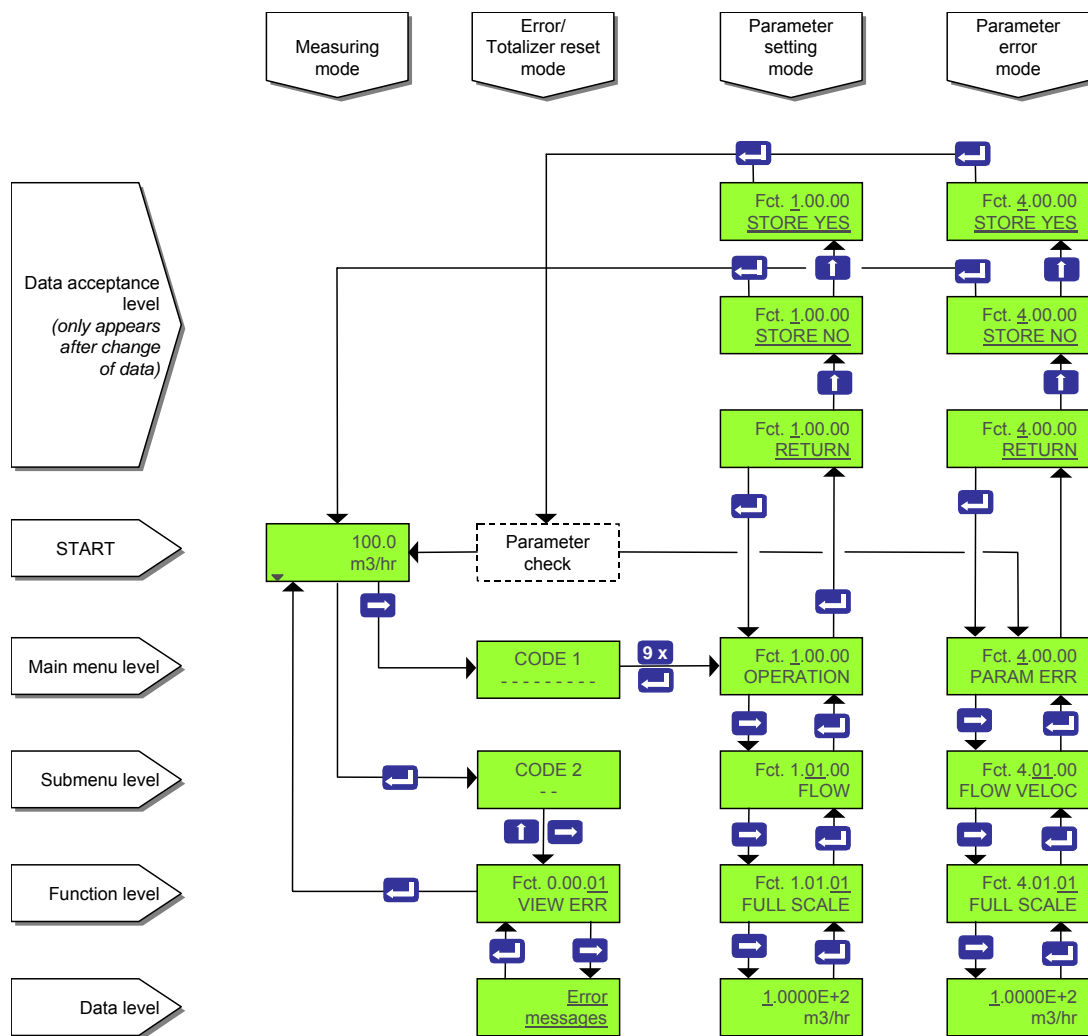 Measuring
mode
Error/
Totalizer reset
mode
Parameter
setting
mode
Parameter
error
mode
Data acceptance
level
(only appears
after change
of data)
Fct. 1.00.00
STORE YES
Fct. 4.00.00
STORE YES
Fct. 1.00.00
STORE NO
Fct. 4.00.00
STORE NO
Fct. 1.00.00
RETURN
Fct. 4.00.00
RETURN
START
100.0
m3/hr
Parameter
check
Main menu level
CODE 1
- - - - - - - - -
9 x
Fct. 1.00.00
OPERATION
Fct. 4.00.00
PARAM ERR
Submenu level
CODE 2
- -
Fct. 1.01.00
FLOW
Fct. 4.01.00
FLOW VELOC
Function level
Fct. 0.00.01
VIEW ERR
Fct. 1.01.01
FULL SCALE
Fct. 4.01.01
FULL SCALE
Data level
Error
messages
1.0000E+2
m3/hr
1.0000E+2
m3/hr